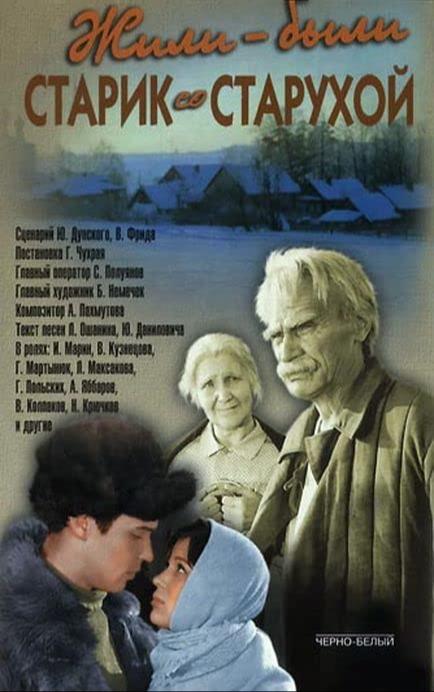 Жили-были
СТАРИК со СТАРУХОЙ
Сценарий Ю. Дунского, В. Фрида
Постановка Г. Чухрая
Главный оператор С. Полуянов
Главный художник Б. Немечек
Композитор А. Пахмутова
Текст песен Л. Ошанина, Ю. Даниловича
В ролях: И. Марин, В. Кузнецова,
Г. Мартынюк, Л. Максакова,
Г. Польских, А. Яббаров,
В. Колпаков, Н. Крючков
и другие
ЧЕРНО-БЕЛЫЙ